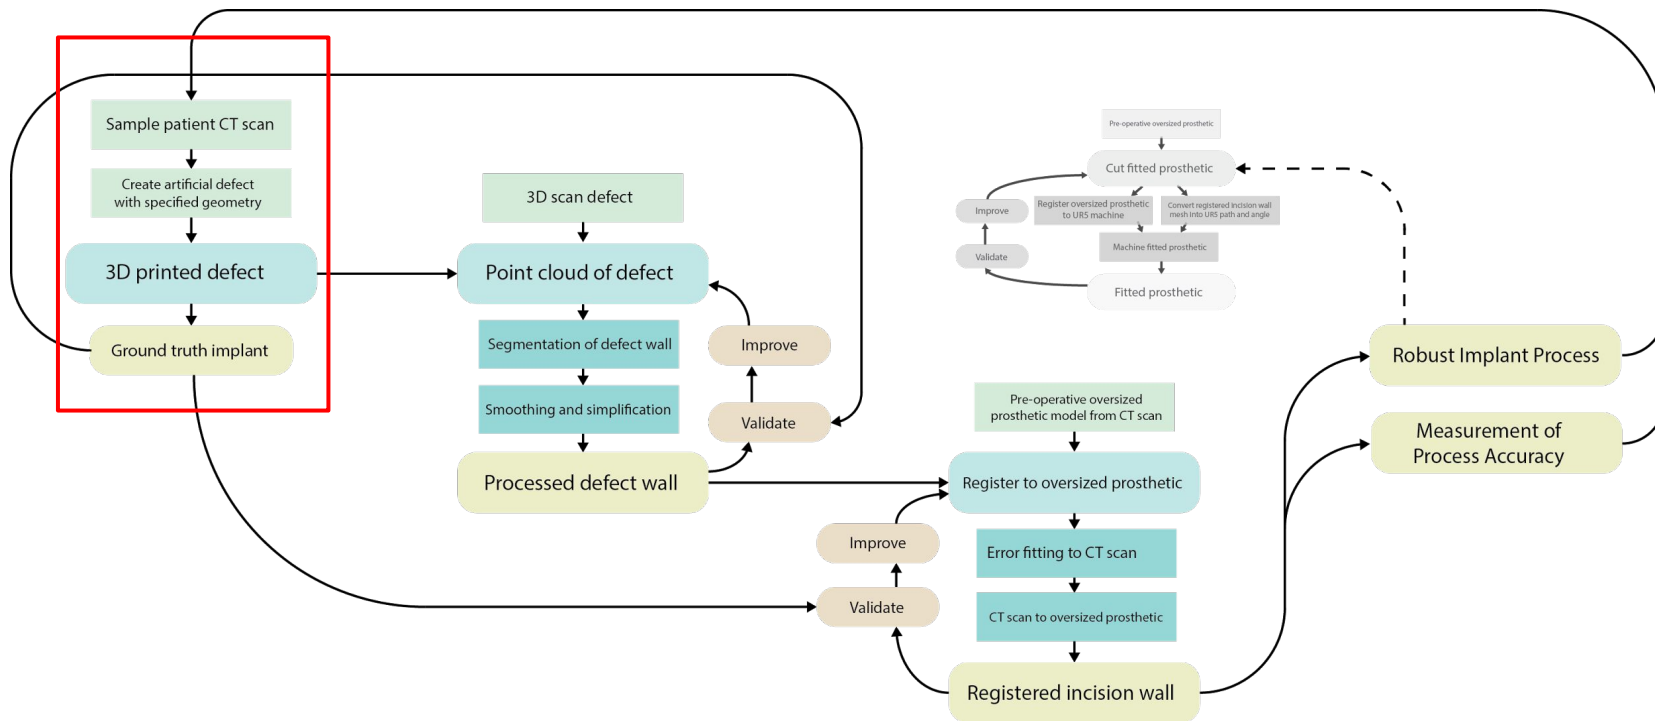 Sample patient CT scan
Create artificial defect
with specified geometry
3D printed defect
Ground truth implant
3D scan defect
Point cloud of defect
Segmentation of defect wall
Smoothing and simplification
Processed defect wall
Improve
Validate
Pre-operative oversized prosthetic
Cut fitted prosthetic
Register oversized prosthetic
to UR5 machine
Convert registered incision wall
mesh into UR5 path and angle
Machine fitted prosthetic
Fitted prosthetic
Improve
Validate
Pre-operative oversized
prosthetic model from CT scan
Register to oversized prosthetic
Error fitting to CT scan
CT scan to oversized prosthetic
Registered incision wall
Improve
Validate
Robust Implant Process
Measurement of
Process Accuracy